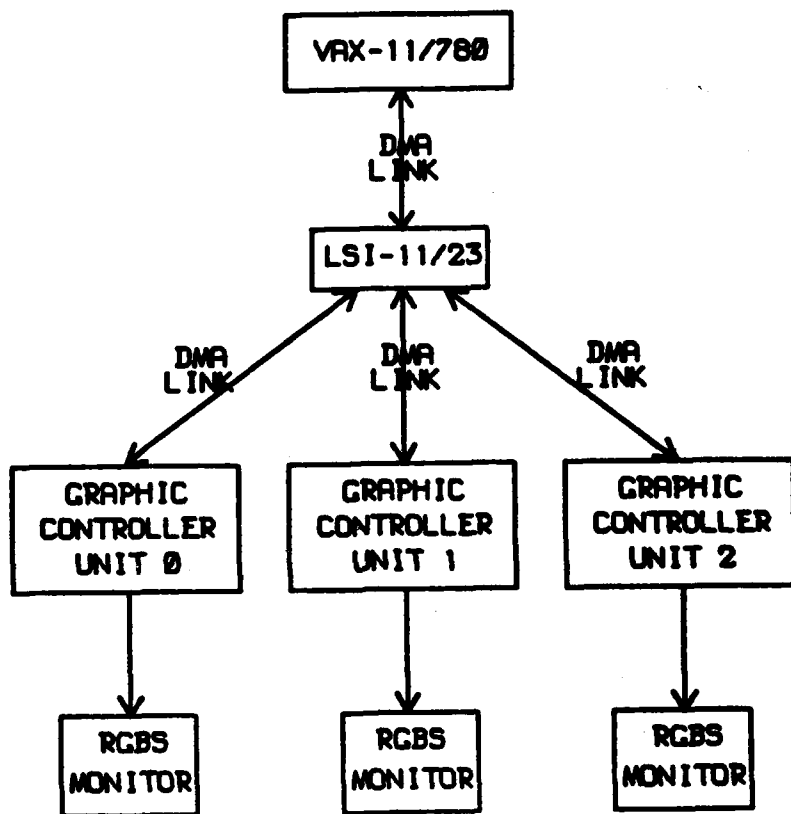 VAX-11/780
DMA
LINK
LSI-11/23
DMA
LINK
DMA
LINK
DMA
LINK
GRAPHIC
CONTROLLER
UNIT 0
GRAPHIC
CONTROLLER
UNIT 1
GRAPHIC
CONTROLLER
UNIT 2
RGBS
MONITOR
RGBS
MONITOR
RGBS
MONITOR